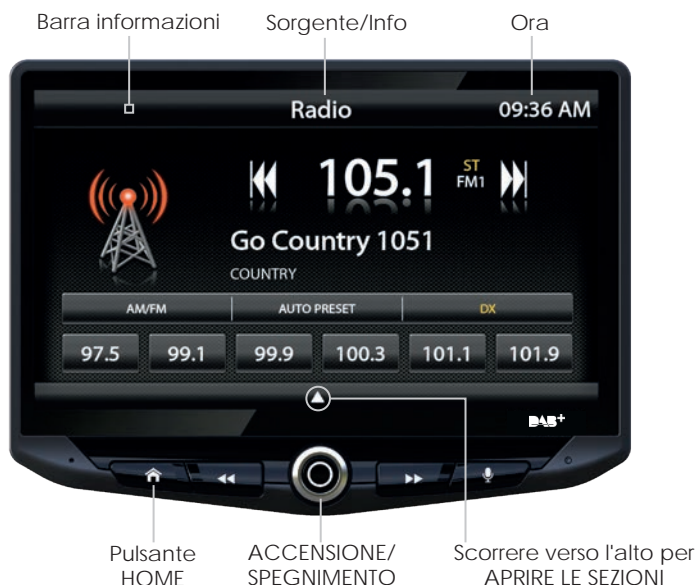 Barra informazioni Sorgente/Info Ora
Radio 09:36 AM
105.1 ST
FM1
Go Country 1051
COUNTRY
AM/FM AUTO PRESET DX
97.5 99.1 99.9 100.3 101.1 101.9
DAB+
Pulsante
HOME
ACCENSIONE/
SPEGNIMENTO
Scorrere verso l'alto per
APRIRE LE SEZIONI